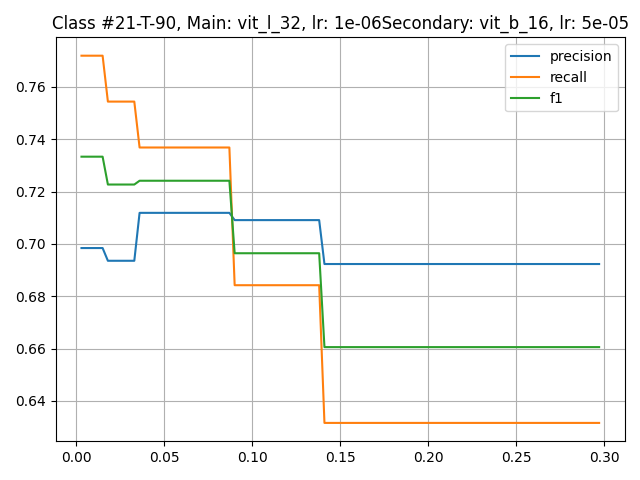 Class #21-T-90, Main: vit_l_32, lr: 1e-06Secondary: vit_b_16, lr: 5e-05
precision
recall
f1
0.76
0.74
0.72
0.70
0.68
0.66
0.64
0.00 0.05 0.10 0.15 0.20 0.25 0.30